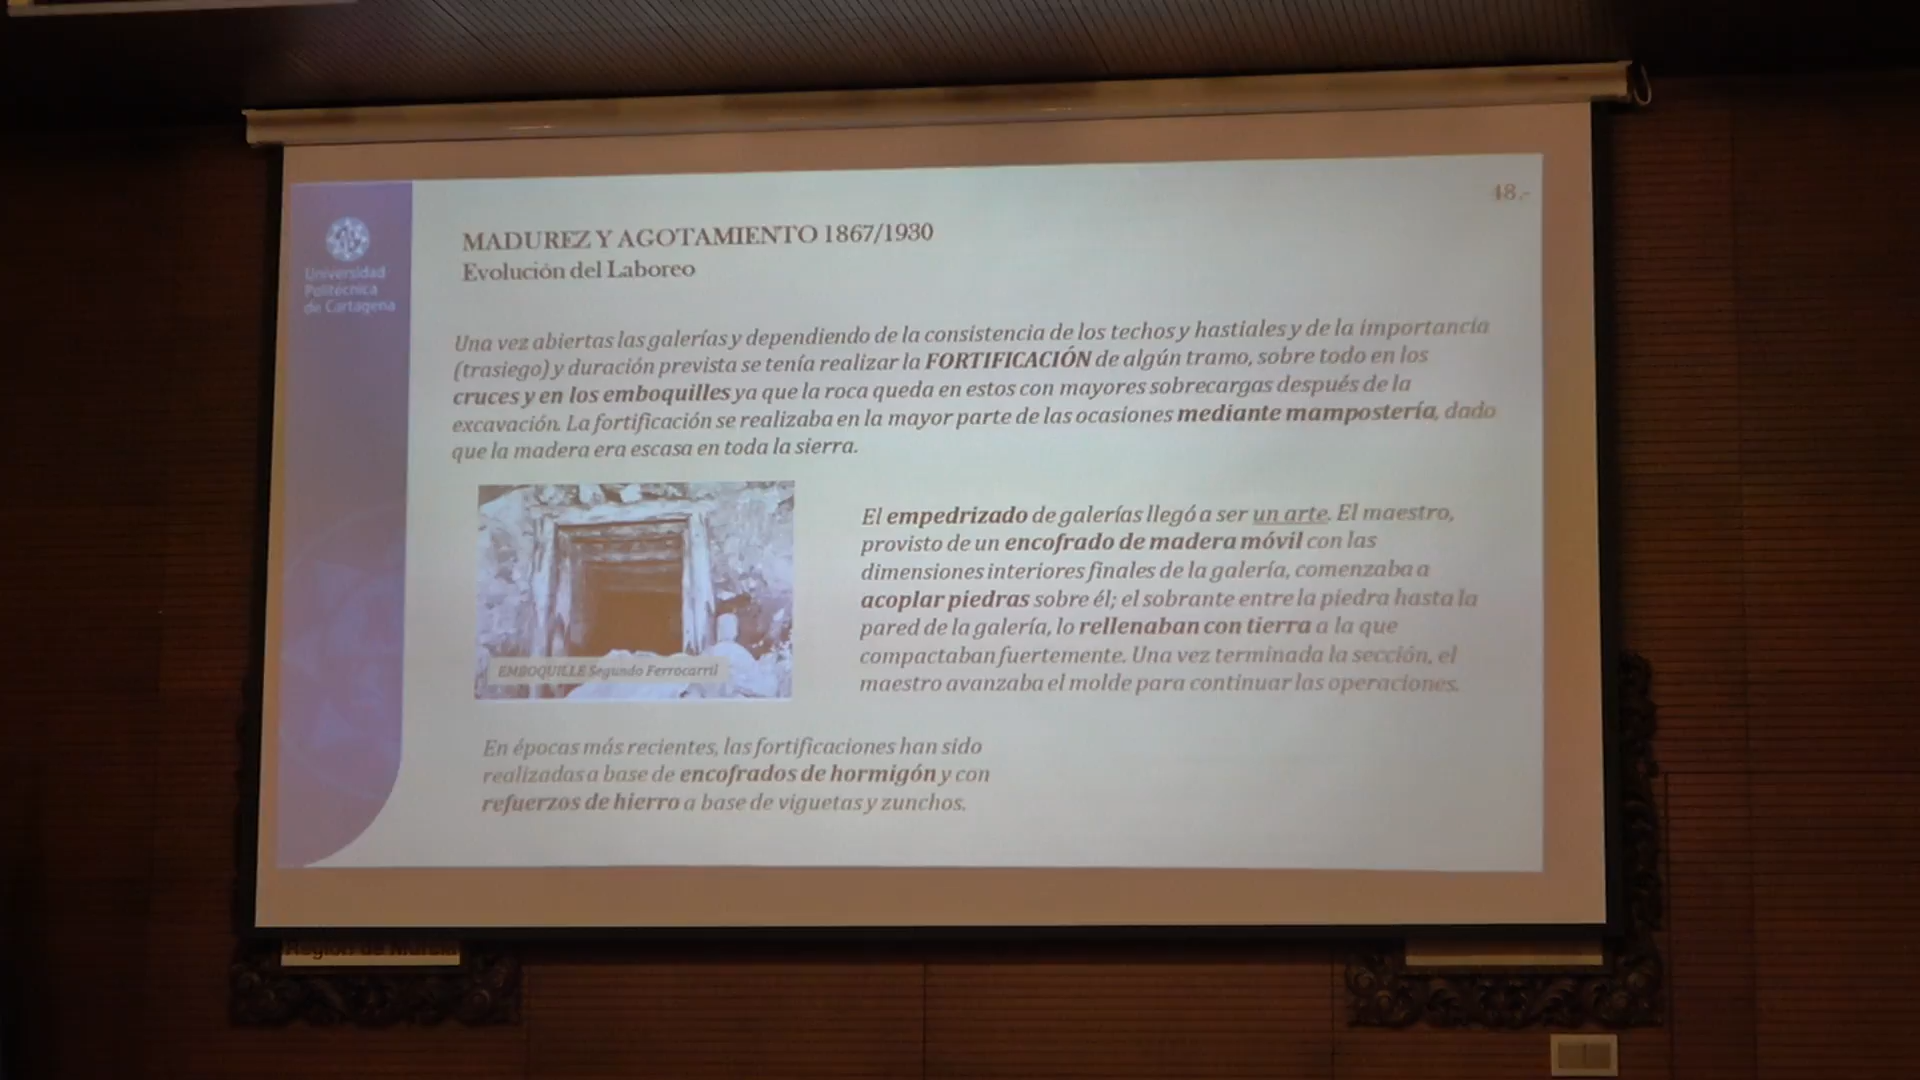 48.-
Universidad
Politécnica
de Cartagena
MADUREZ Y AGOTAMIENTO 1867/1930
Evolución del Laboreo
Una vez abiertas las galerías y dependiendo de la consistencia de los techos y hastiales y de la importancia
(trasiego) y duración prevista se tenía realizar la FORTIFICACIÓN de algún tramo, sobre todo en los
cruces y en los emboquilles ya que la roca queda en estos con mayores sobrecargas después de la
excavación. La fortificación se realizaba en la mayor parte de las ocasiones mediante mampostería, dado
que la madera era escasa en toda la sierra.
EMBOQUILLE Segundo Ferrocarril
El empedrizado de galerías llegó a ser un arte. El maestro,
provisto de un encofrado de madera móvil con las
dimensiones interiores finales de la galería, comenzaba a
acoplar piedras sobre él; el sobrante entre la piedra hasta la
pared de la galería, lo rellenaban con tierra a la que
compactaban fuertemente. Una vez terminada la sección, el
maestro avanzaba el molde para continuar las operaciones.
En épocas más recientes, las fortificaciones han sido
realizadas a base de encofrados de hormigón y con
refuerzos de hierro a base de viguetas y zunchos.
Región de Murcia